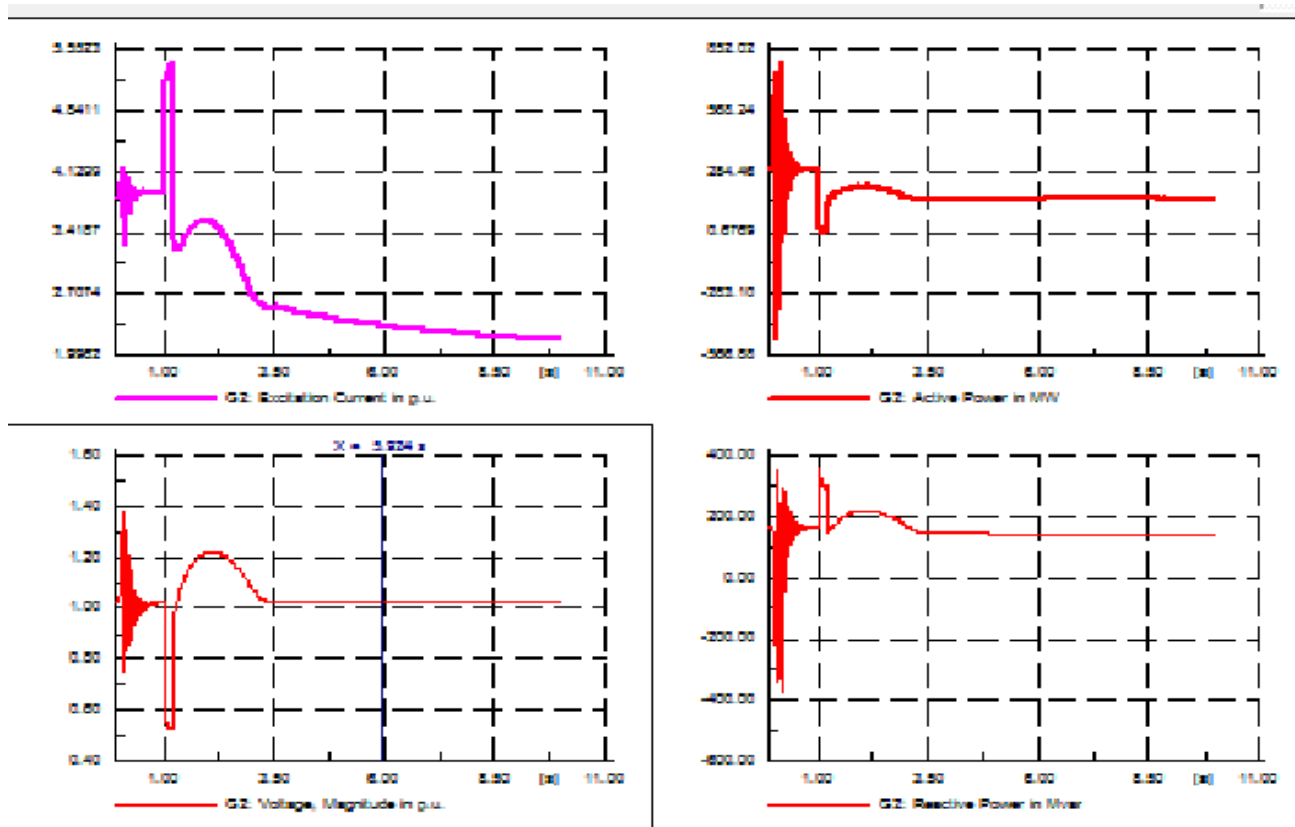 5.5523
4.8411
4.1299
3.4187
2.7074
1.9962
1.00 3.50 6.00 8.50 [s] 11.00
G2: Excitation Current in p.u.
852.02
568.24
284.46
0.6769
-283.10
-566.88
1.00 3.50 6.00 8.50 [s] 11.00
G2: Active Power in MW
X = s
1.60
1.40
1.20
1.00
0.80
0.60
0.40
1.00 3.50 6.00 8.50 [s] 11.00
G2: Voltage, Magnitude in p.u.
400.00
200.00
0.00
-200.00
-400.00
-600.00
1.00 3.50 6.00 8.50 [s] 11.00
G2: Reactive Power in Mvar